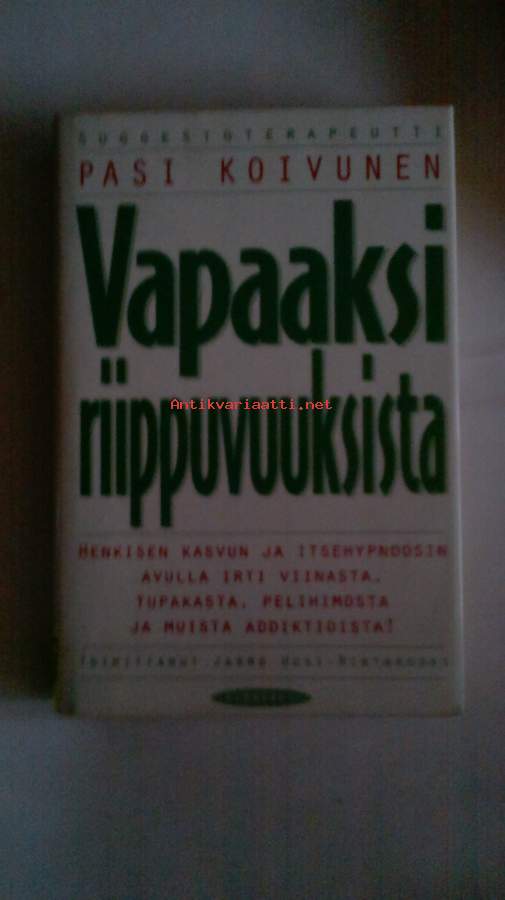 SUGGESTIOTERAPEUTTI
PASI KOIVUNEN
Vapaaksi
riippuvuuksista
Antikvariaatti.net
HENKISEN KASVUN JA ITSEHYPNOOSIN
AVULLA IRTI VIINASTA,
TUPAKASTA, PELIHIMOSTA
JA MUISTA ADDIKTIOISTA!
TOIMITTANUT